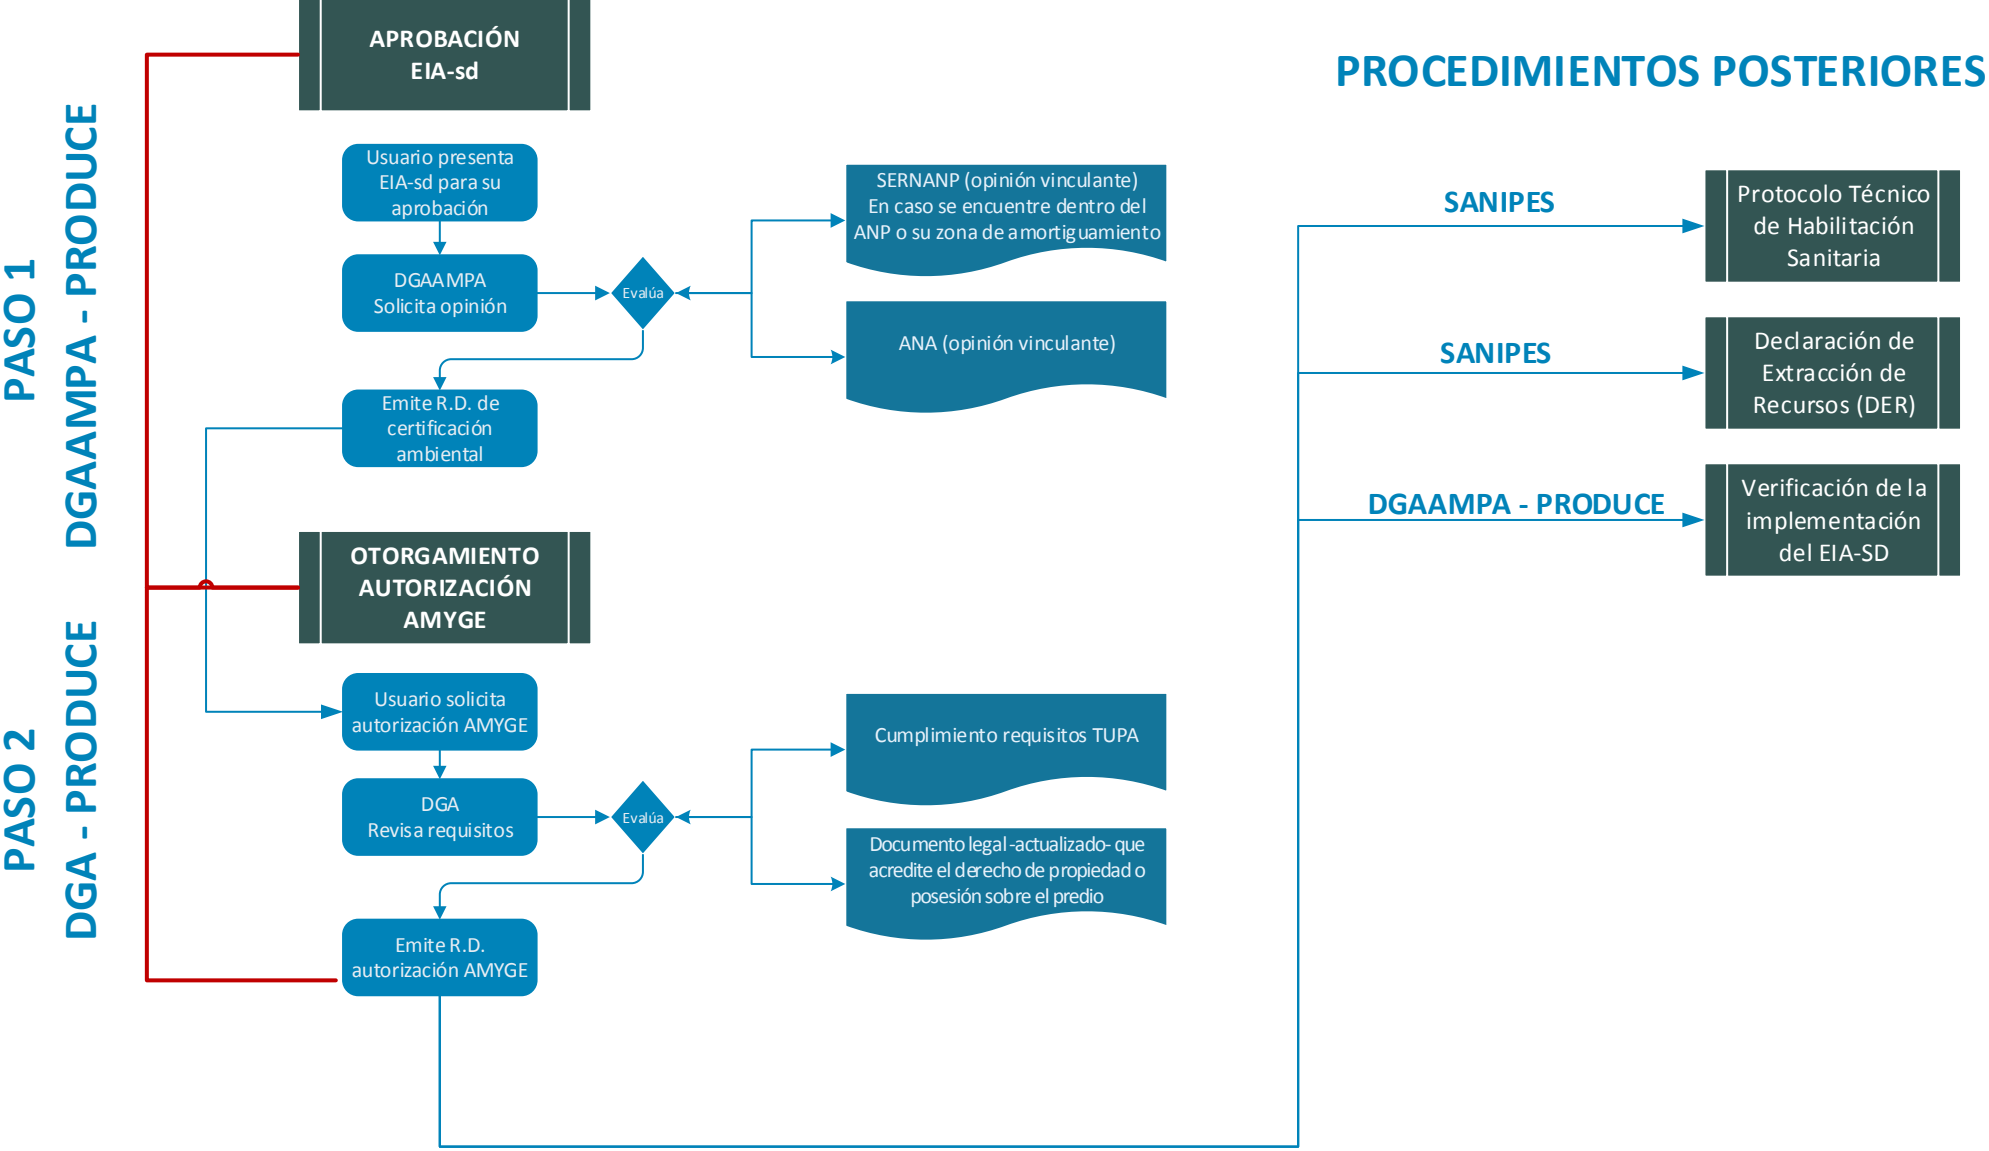 APROBACIÓN
EIA-sd
PROCEDIMIENTOS POSTERIORES
PASO 1
DGAAMPA - PRODUCE
Usuario presenta
EIA-sd para su
aprobación
DGAAMPA
Solicita opinión
Evalúa
SERNANP (opinión vinculante)
En caso se encuentre dentro del
ANP o su zona de amortiguamiento
ANA (opinión vinculante)
Emite R.D. de
certificación
ambiental
PASO 2
DGA - PRODUCE
OTORGAMIENTO
AUTORIZACIÓN
AMYGE
Usuario solicita
autorización AMYGE
DGA
Revisa requisitos
Evalúa
Cumplimiento requisitos TUPA
Documento legal -actualizado- que
acredite el derecho de propiedad o
posesión sobre el predio
Emite R.D.
autorización AMYGE
SANIPES
Protocolo Técnico
de Habilitación
Sanitaria
SANIPES
Declaración de
Extracción de
Recursos (DER)
DGAAMPA - PRODUCE
Verificación de la
implementación
del EIA-SD